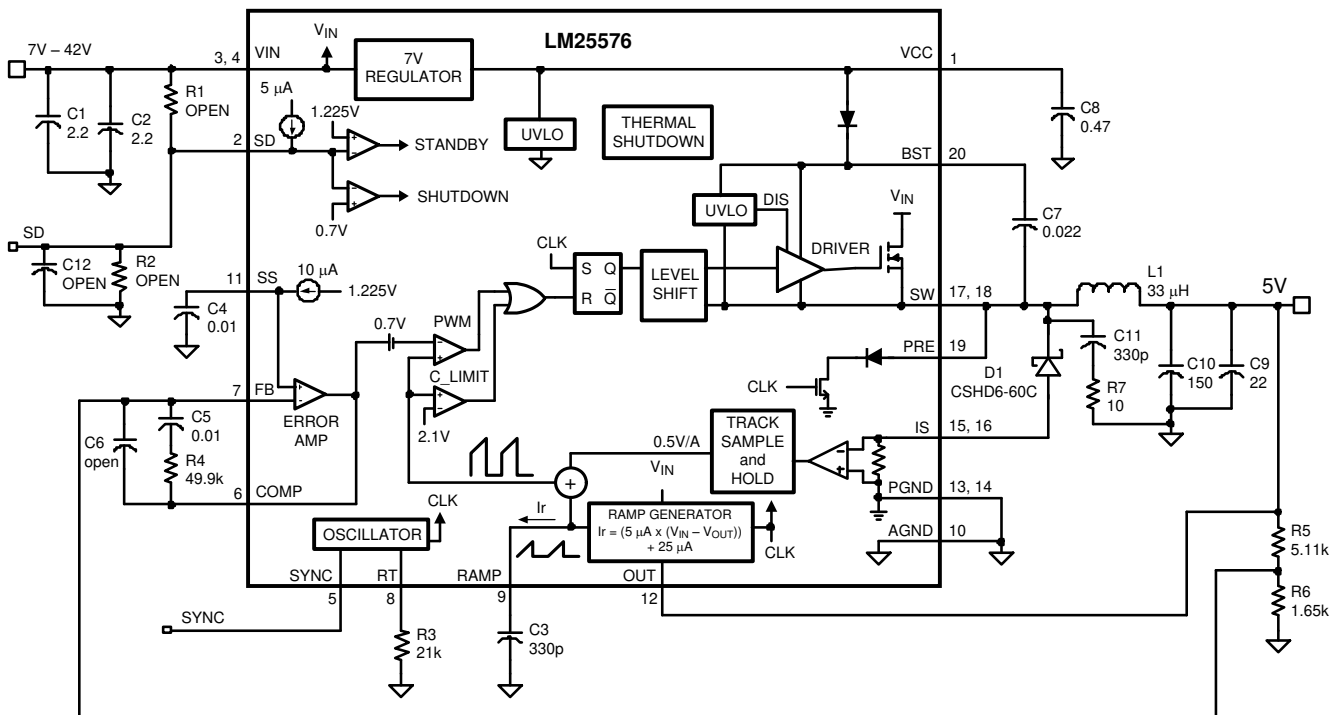 LM25576
7V – 42V
3, 4
VIN
VIN
7V
REGULATOR
VCC
1
C1
2.2
C2
2.2
R1
OPEN
5 µA
1.225V
2
SD
STANDBY
SHUTDOWN
0.7V
UVLO
THERMAL
SHUTDOWN
C8
0.47
BST
20
UVLO
DIS
VIN
DRIVER
C7
0.022
SD
C12
OPEN
R2
OPEN
11
SS
10 µA
1.225V
C4
0.01
CLK
S Q
R Q
LEVEL
SHIFT
SW
17, 18
L1
33 µH
5V
0.7V
PWM
C_LIMIT
2.1V
PRE
19
CLK
D1
CSHD6-60C
C11
330p
R7
10
C10
150
C9
22
7
FB
ERROR
AMP
C5
0.01
C6
open
R4
49.9k
6
COMP
0.5V/A
VIN
TRACK
SAMPLE
and
HOLD
IS
15, 16
PGND
13, 14
AGND
10
+
Ir
RAMP GENERATOR
Ir = (5 µA x (VIN – VOUT))
+ 25 µA
CLK
CLK
OSCILLATOR
SYNC
5
RT
8
RAMP
9
OUT
12
R5
5.11k
R6
1.65k
SYNC
R3
21k
C3
330p